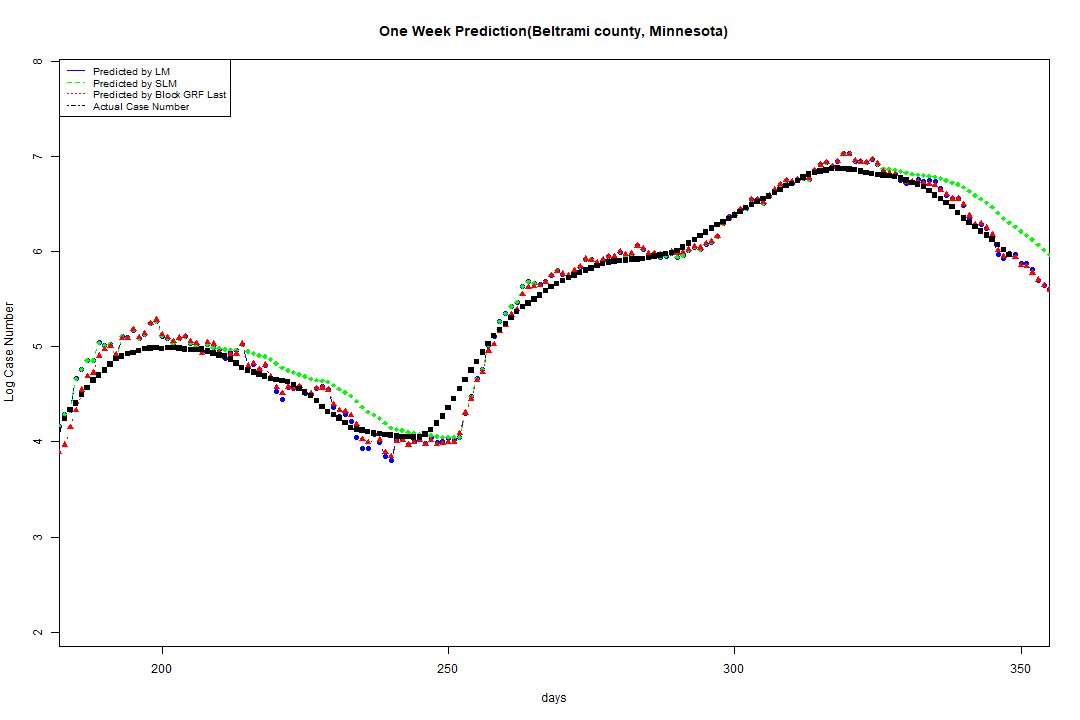 One Week Prediction(Beltrami county, Minnesota)
Predicted by LM
Predicted by SLM
Predicted by Block GRF Last
Actual Case Number
8
7
6
5
4
3
2
Log Case Number
200 250 300 350
days